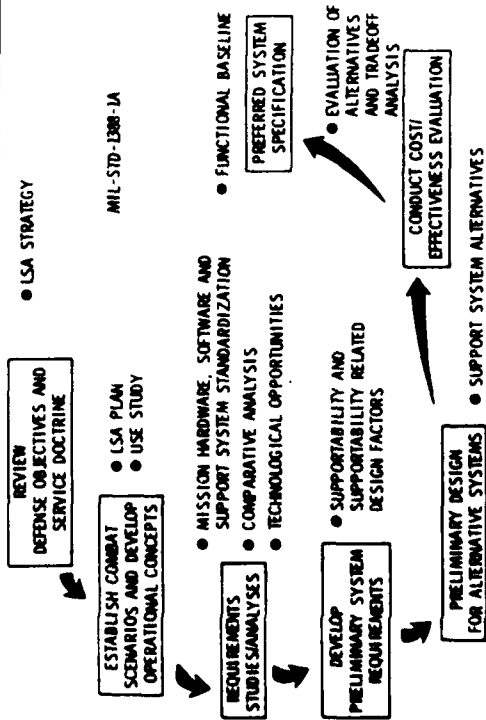 REVIEW
DEFENSE OBJECTIVES AND
SERVICE DOCTRINE
● LSA STRATEGY
ESTABLISH COMBAT
SCENARIOS AND DEVELOP
OPERATIONAL CONCEPTS
● LSA PLAN
● USE STUDY
MIL-STD-1388-1A
REQUIREMENTS
STUDIES/ANALYSES
● MISSION HARDWARE, SOFTWARE AND
SUPPORT SYSTEM STANDARDIZATION
● COMPARATIVE ANALYSIS
● TECHNOLOGICAL OPPORTUNITIES
DEVELOP
PRELIMINARY SYSTEM
REQUIREMENTS
● SUPPORTABILITY AND
SUPPORTABILITY RELATED
DESIGN FACTORS
PRELIMINARY DESIGN
FOR ALTERNATIVE SYSTEMS
● SUPPORT SYSTEM ALTERNATIVES
CONDUCT COST/
EFFECTIVENESS EVALUATION
● EVALUATION OF
ALTERNATIVES
AND TRADEOFF
ANALYSIS
PREFERRED SYSTEM
SPECIFICATION
● FUNCTIONAL BASELINE